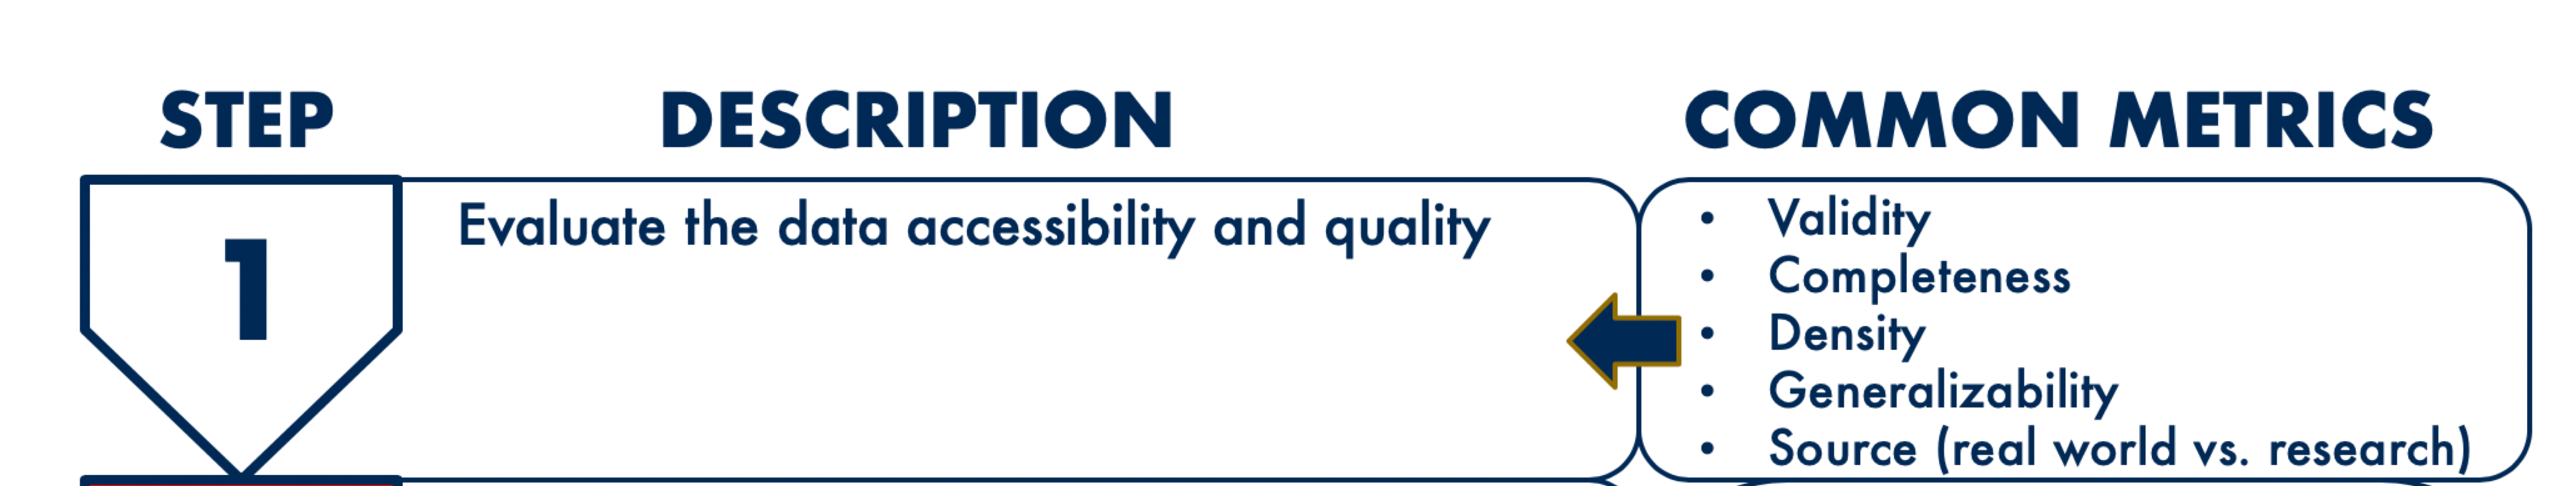 STEP DESCRIPTION COMMON METRICS
1
Evaluate the data accessibility and quality
• Validity
• Completeness
• Density
• Generalizability
• Source (real world vs. research)